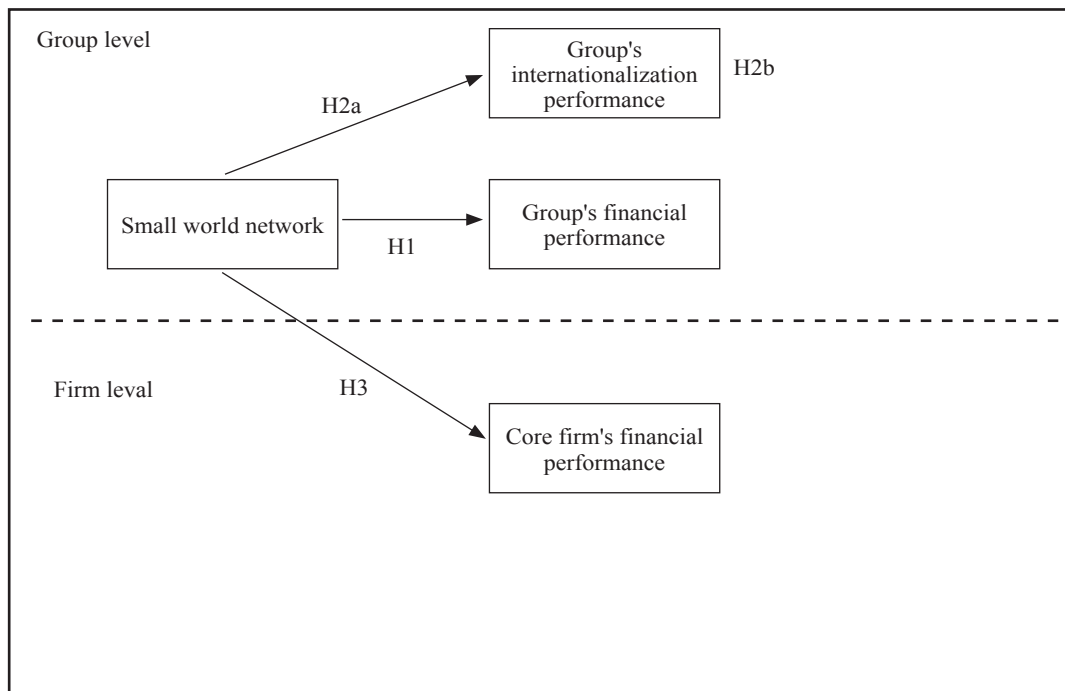 Group level
Group's
internationalization
performance
H2b
H2a
Small world network
H1
Group's financial
performance
Firm leval
H3
Core firm's financial
performance